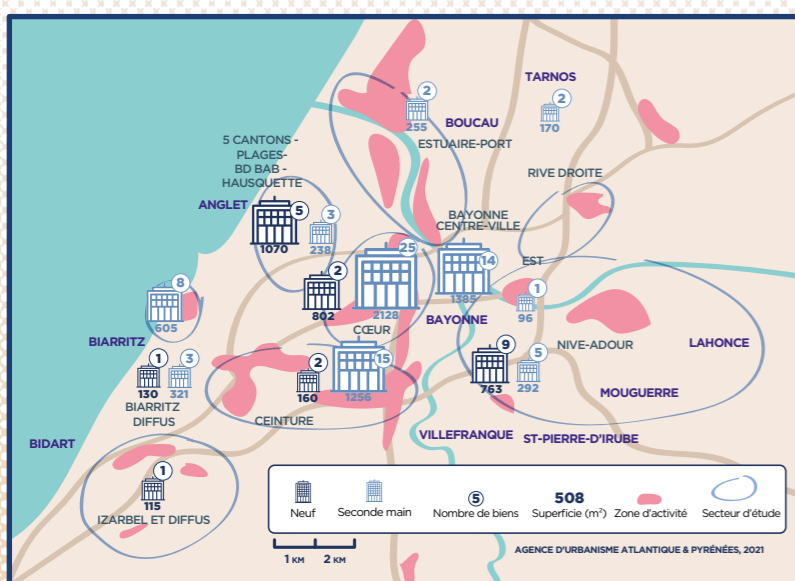 TARNOS
2
170
2
255
BOUCAU
ESTUAIRE-PORT
5 CANTONS -
PLAGES-
BD BAB -
HAUSQUETTE
RIVE DROITE
ANGLET
5
1070
3
238
BAYONNE
CENTRE-VILLE
25
2128
14
1385
EST
2
802
1
96
8
605
CŒUR
BAYONNE
BIARRITZ
NIVE-ADOUR
LAHONCE
1
130
3
321
2
160
15
1256
9
763
5
292
BIARRITZ
DIFFUS
CEINTURE
MOUGUERRE
BIDART
VILLEFRANQUE
ST-PIERRE-D'IRUBE
1
115
IZARBEL ET DIFFUS
Neuf
Seconde main
5
Nombre de biens
508
Superficie (m²)
Zone d'activité
Secteur d'étude
1 KM
2 KM
AGENCE D'URBANISME ATLANTIQUE & PYRÉNÉES, 2021